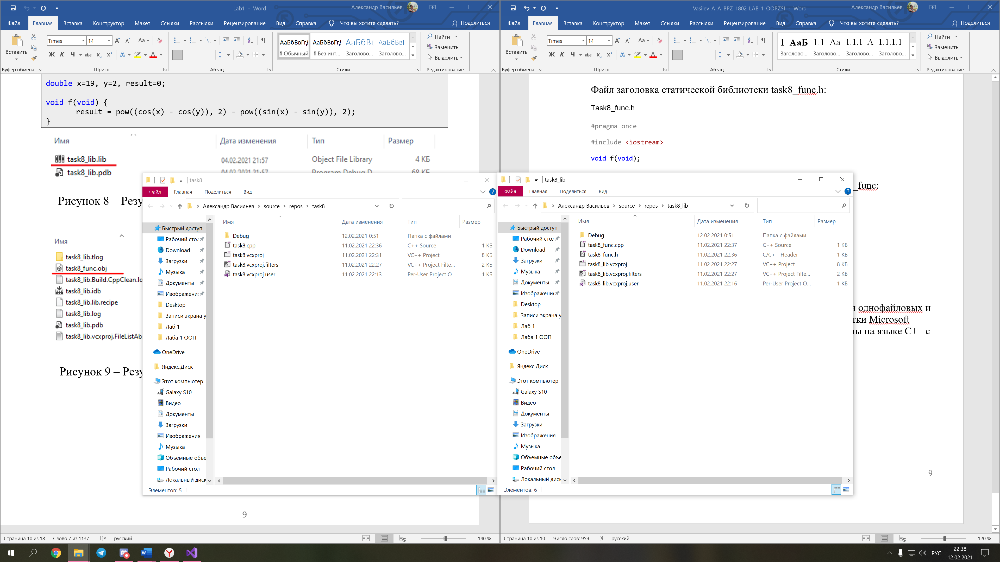 Lab1 - Word
Александр Васильев
Файл
Главная
Вставка
Конструктор
Макет
Ссылки
Рассылки
Рецензирование
Вид
Справка
Что вы хотите сделать?
Поделиться
Вставить
Times
14
Ж К Ч abc x₂ x²
Буфер обмена
Шрифт
Абзац
АаБбВвГг,
¶ Обычный
АаБбВвГг,
¶ Без инт...
АаБбВв
Заголово...
АаБбВвГ
Заголово...
Стили
Найти
Заменить
Выделить
Редактирование
double x=19, y=2, result=0;
void f(void) {
result = pow((cos(x) - cos(y)), 2) - pow((sin(x) - sin(y)), 2);
}
Имя Дата изменения Тип Размер
task8_lib.lib 04.02.2021 21:57 Object File Library 4 КБ
task8_lib.pdb 04.02.2021 21:57 Program Debug D 68 КБ
Рисунок 8 – Резу
Имя
task8_lib.tlog
task8_func.obj
task8_lib.Build.CppClean.lo
task8_lib.idb
task8_lib.lib.recipe
task8_lib.log
task8_lib.pdb
task8_lib.vcxproj.FileListAb
Рисунок 9 – Резу
9
Страница 10 из 18 Слово 7 из 1137 русский 140 %
task8
Файл Главная Поделиться Вид
Александр Васильев > source > repos > task8
Имя Дата изменения Тип Размер
Debug 12.02.2021 0:51 Папка с файлами
task8.cpp 11.02.2021 22:36 C++ Source 1 КБ
task8.vcxproj 11.02.2021 22:31 VC++ Project 8 КБ
task8.vcxproj.filters 11.02.2021 22:27 VC++ Project Filte... 2 КБ
task8.vcxproj.user 11.02.2021 22:13 Per-User Project O... 1 КБ
Быстрый доступ
Рабочий стол
Download
Загрузки
Музыка
Документы
Изображени:
Desktop
Записи экрана у
Лаб 1
Лаба 1 ООП
OneDrive
Яндекс.Диск
Этот компьютер
Galaxy S10
Видео
Документы
Загрузки
Изображения
Музыка
Объемные объе
Рабочий стол
Локальный диск
Элементов: 5
Vasilev_A_A_BPZ_1802_LAB_1_OOPZSI - Word
Александр Васильев
Файл
Главная
Вставка
Конструктор
Макет
Ссылки
Рассылки
Рецензирование
Вид
Справка
Что вы хотите сделать?
Поделиться
Вставить
Times
14
Ж К Ч abc x₂ x²
Буфер обмена
Шрифт
Абзац
1 АаБ
Заголово...
1.1 Аа
Заголово...
1.1.1 А
Заголово...
1.1.1.1
Заголово...
Стили
Найти
Заменить
Выделить
Редактирование
Файл заголовка статической библиотеки task8_func.h:
Task8_func.h
#pragma once
#include <iostream>
void f(void);
_func:
однофайловых и
тки Microsoft
ы на языке C++ с
9
task8_lib
Файл Главная Поделиться Вид
Александр Васильев > source > repos > task8_lib
Имя Дата изменения Тип Размер
Debug 12.02.2021 0:51 Папка с файлами
task8_func.cpp 11.02.2021 22:37 C++ Source 1 КБ
task8_func.h 11.02.2021 22:36 C/C++ Header 1 КБ
task8_lib.vcxproj 11.02.2021 22:27 VC++ Project 8 КБ
task8_lib.vcxproj.filters 11.02.2021 22:27 VC++ Project Filte... 2 КБ
task8_lib.vcxproj.user 11.02.2021 22:16 Per-User Project O... 1 КБ
Быстрый доступ
Рабочий стол
Download
Загрузки
Музыка
Документы
Изображени:
Desktop
Записи экрана у
Лаб 1
Лаба 1 ООП
OneDrive
Яндекс.Диск
Этот компьютер
Galaxy S10
Видео
Документы
Загрузки
Изображения
Музыка
Объемные объе
Рабочий стол
Локальный диск
Элементов: 6
Страница 10 из 10 Число слов: 959 русский 120 %
РУС
22:38
12.02.2021